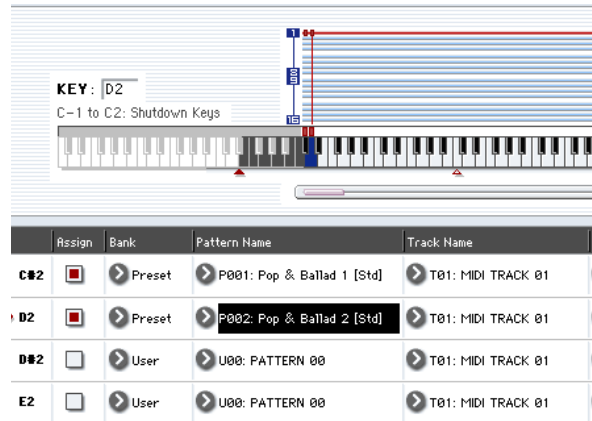 1
8
9
16
KEY: D2
C-1 to C2: Shutdown Keys
Assign Bank Pattern Name Track Name
C#2 Preset P001: Pop & Ballad 1 [Std] T01: MIDI TRACK 01
D2 Preset P002: Pop & Ballad 2 [Std] T01: MIDI TRACK 01
D#2 User U00: PATTERN 00 T01: MIDI TRACK 01
E2 User U00: PATTERN 00 T01: MIDI TRACK 01